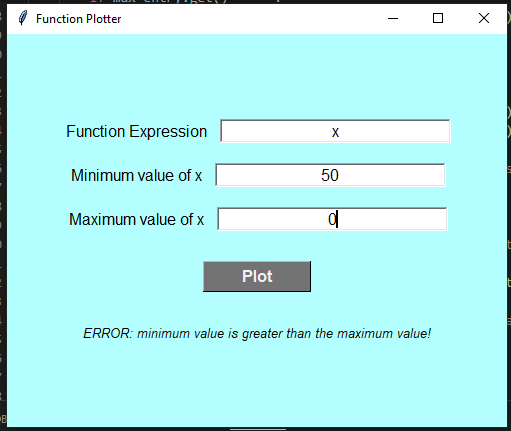 Function Plotter
Function Expression x
Minimum value of x 50
Maximum value of x 0
Plot
ERROR: minimum value is greater than the maximum value!